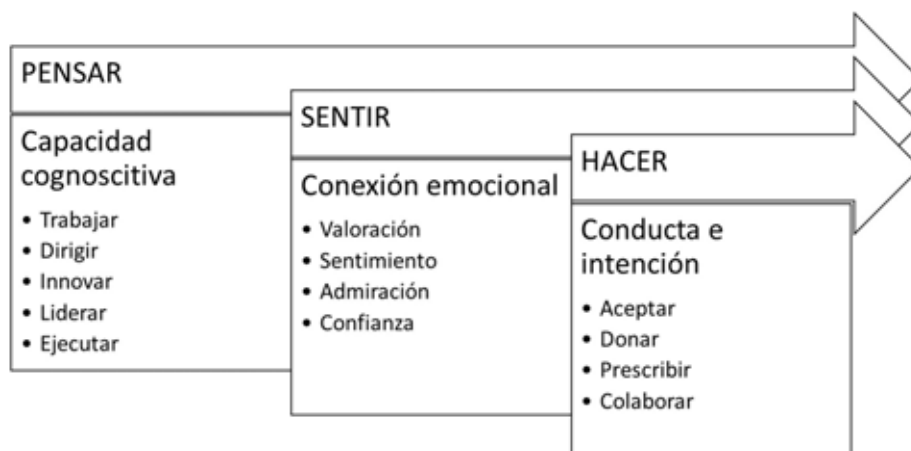 PENSAR
Capacidad
cognoscitiva
• Trabajar
• Dirigir
• Innovar
• Liderar
• Ejecutar
SENTIR
Conexión emocional
• Valoración
• Sentimiento
• Admiración
• Confianza
HACER
Conducta e
intención
• Aceptar
• Donar
• Prescribir
• Colaborar